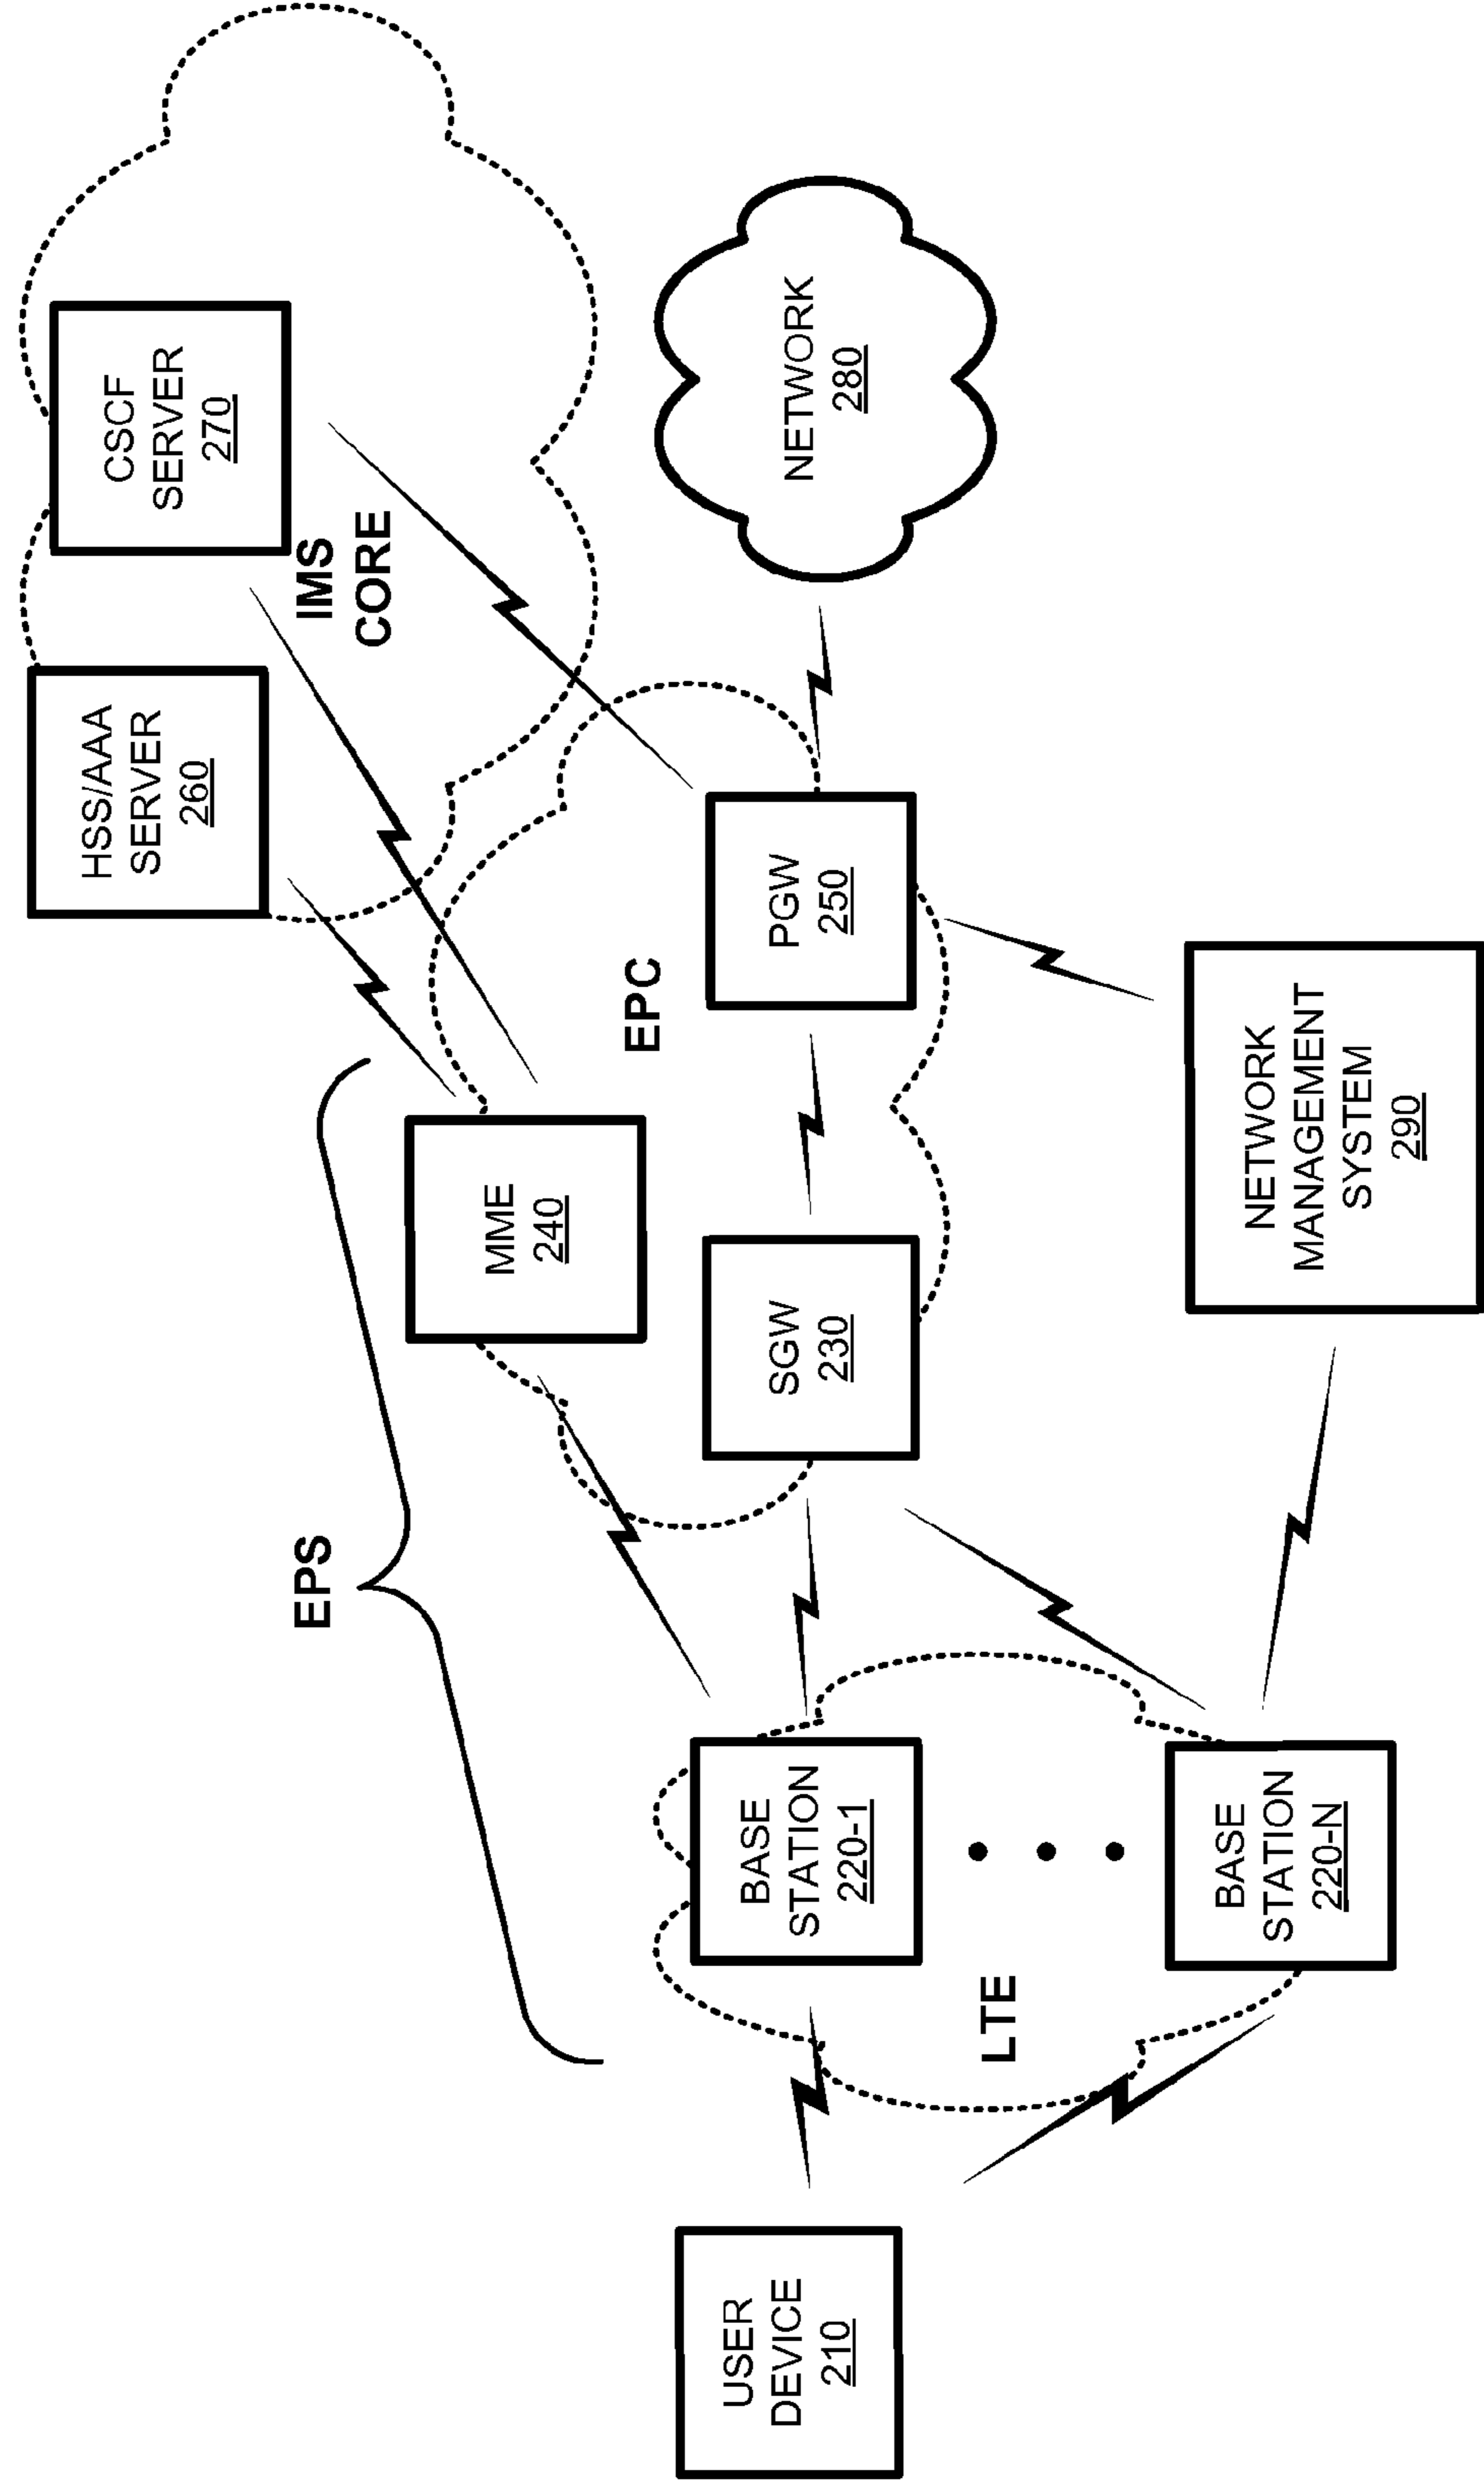 HSS/AAA
SERVER
260
CSCF
SERVER
270
IMS
CORE
EPS
MME
240
EPC
USER
DEVICE
210
BASE
STATION
220-1
SGW
230
PGW
250
NETWORK
280
LTE
BASE
STATION
220-N
NETWORK
MANAGEMENT
SYSTEM
290